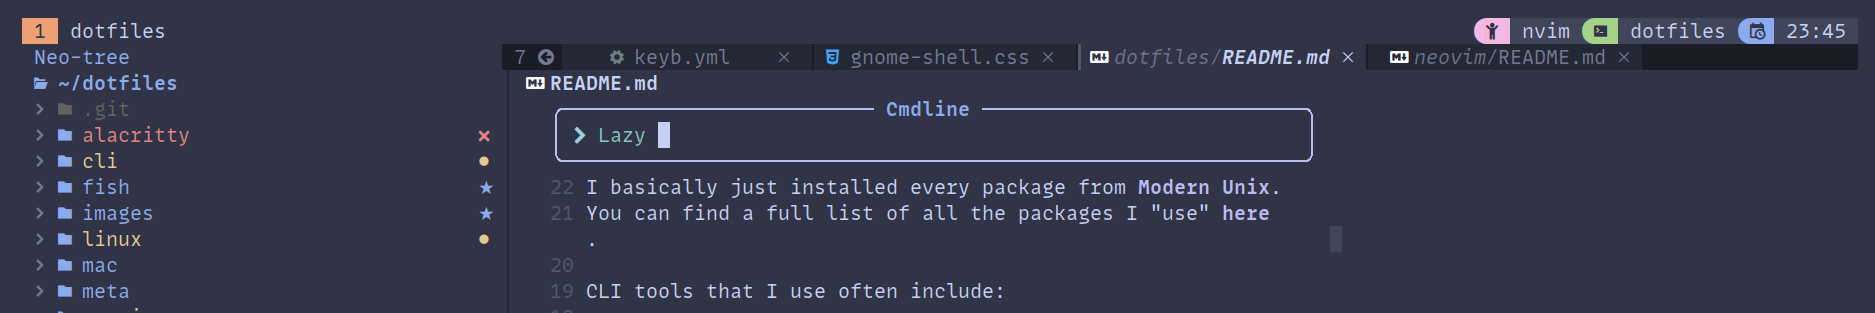 1 dotfiles nvim dotfiles 23:45
Neo-tree 7 keyb.yml gnome-shell.css dotfiles/README.md neovim/README.md
~/dotfiles README.md
.git Cmdline
alacritty Lazy
cli
fish 22 I basically just installed every package from Modern Unix.
images 21 You can find a full list of all the packages I "use" here
linux .
mac 20
meta 19 CLI tools that I use often include: